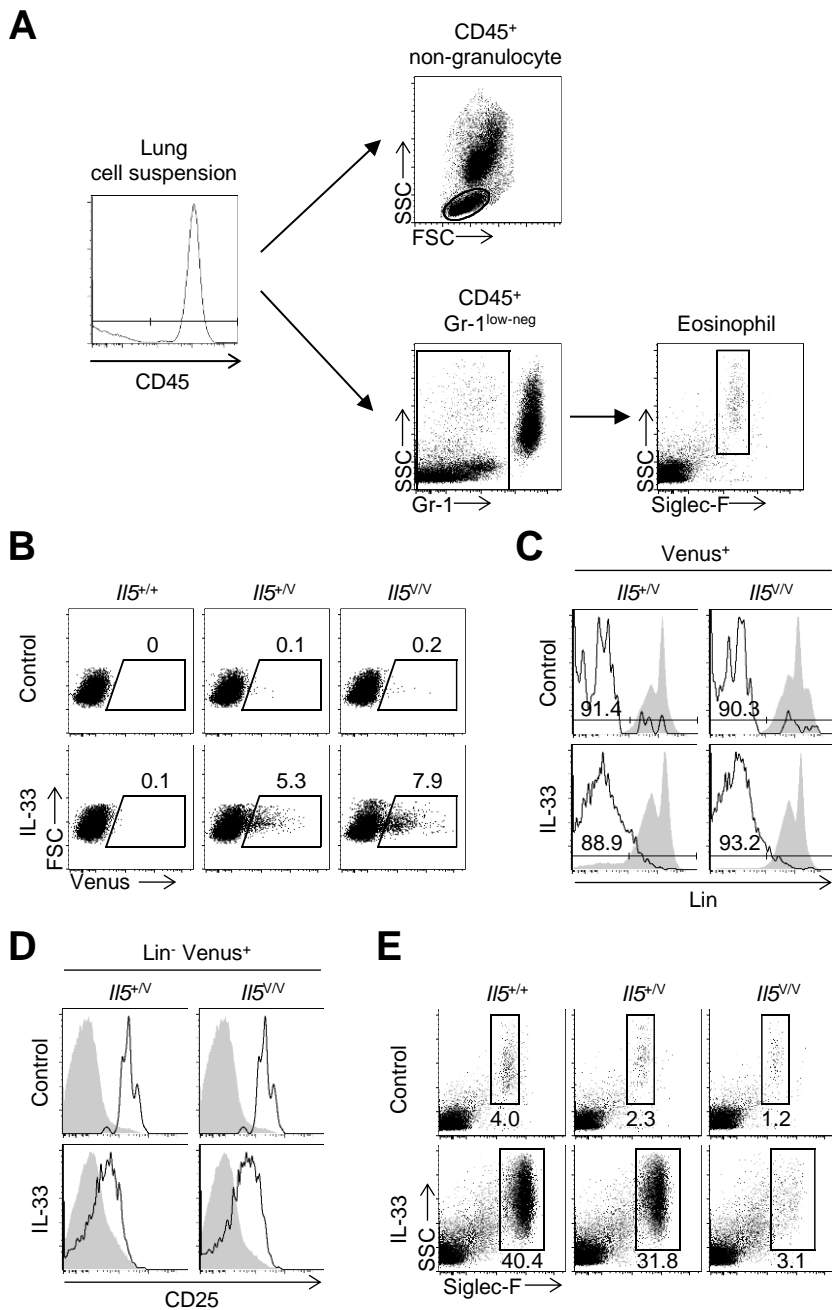 A
CD45+
non-granulocyte
Lung
cell suspension
SSC
FSC
CD45
CD45+
Gr-1low-neg
Eosinophil
SSC
Gr-1
SSC
Siglec-F
B
Il5+/+
Il5+/V
Il5V/V
Control
0
0.1
0.2
IL-33
0.1
5.3
7.9
FSC
Venus
C
Venus+
Il5+/V
Il5V/V
Control
91.4
90.3
IL-33
88.9
93.2
Lin
D
Lin- Venus+
Il5+/V
Il5V/V
Control
IL-33
CD25
E
Il5+/+
Il5+/V
Il5V/V
Control
4.0
2.3
1.2
IL-33
SSC
40.4
31.8
3.1
Siglec-F